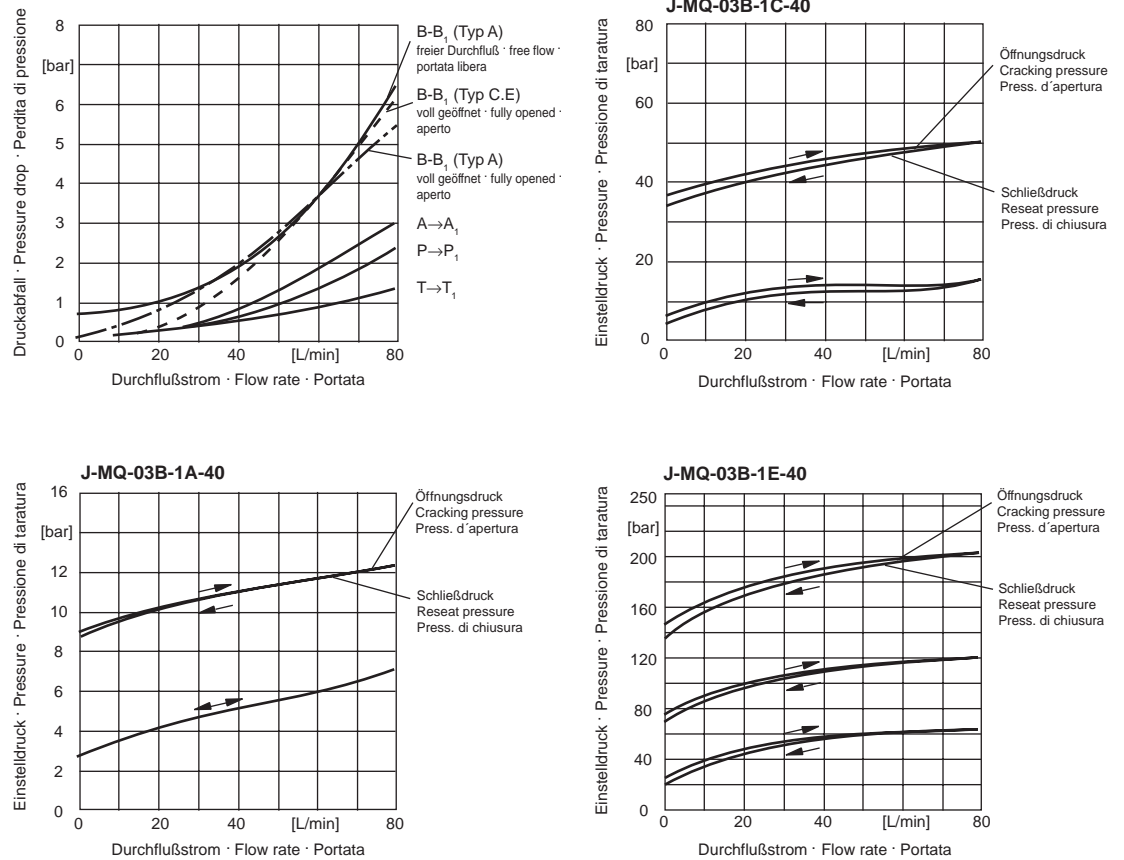 Druckabfall · Pressure drop · Perdita di pressione
8
[bar]
6
5
4
3
2
1
0
0
20
40
[L/min]
80
Durchflußstrom · Flow rate · Portata
B-B1 (Typ A)
freier Durchfluß · free flow ·
portata libera
B-B1 (Typ C.E)
voll geöffnet · fully opened ·
aperto
B-B1 (Typ A)
voll geöffnet · fully opened ·
aperto
A→A1
P→P1
T→T1
J-MQ-03B-1C-40
Einstelldruck · Pressure · Pressione di taratura
80
[bar]
60
40
20
0
0
20
40
[L/min]
80
Durchflußstrom · Flow rate · Portata
Öffnungsdruck
Cracking pressure
Press. d´apertura
Schließdruck
Reseat pressure
Press. di chiusura
J-MQ-03B-1A-40
Einstelldruck · Pressure · Pressione di taratura
16
[bar]
12
10
8
6
4
2
0
0
20
40
[L/min]
80
Durchflußstrom · Flow rate · Portata
Öffnungsdruck
Cracking pressure
Press. d´apertura
Schließdruck
Reseat pressure
Press. di chiusura
J-MQ-03B-1E-40
Einstelldruck · Pressure · Pressione di taratura
250
[bar]
200
160
120
80
40
0
0
20
40
[L/min]
80
Durchflußstrom · Flow rate · Portata
Öffnungsdruck
Cracking pressure
Press. d´apertura
Schließdruck
Reseat pressure
Press. di chiusura